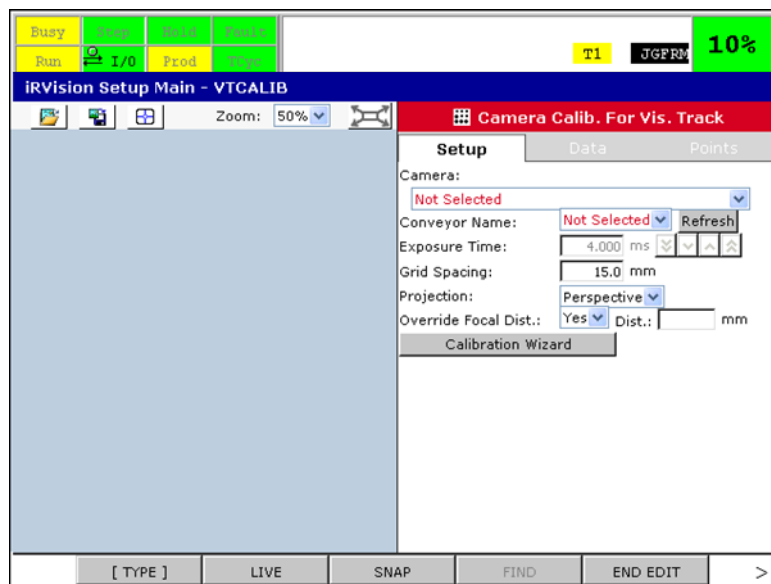 Busy Step Hold Fault
Run I/O Prod TCyc
T1 JGFRM 10%
iRVision Setup Main - VTCALIB
Zoom: 50%
Camera Calib. For Vis. Track
Setup Data Points
Camera:
Not Selected
Conveyor Name: Not Selected Refresh
Exposure Time: 4.000 ms
Grid Spacing: 15.0 mm
Projection: Perspective
Override Focal Dist.: Yes Dist.: mm
Calibration Wizard
[ TYPE ] LIVE SNAP FIND END EDIT >